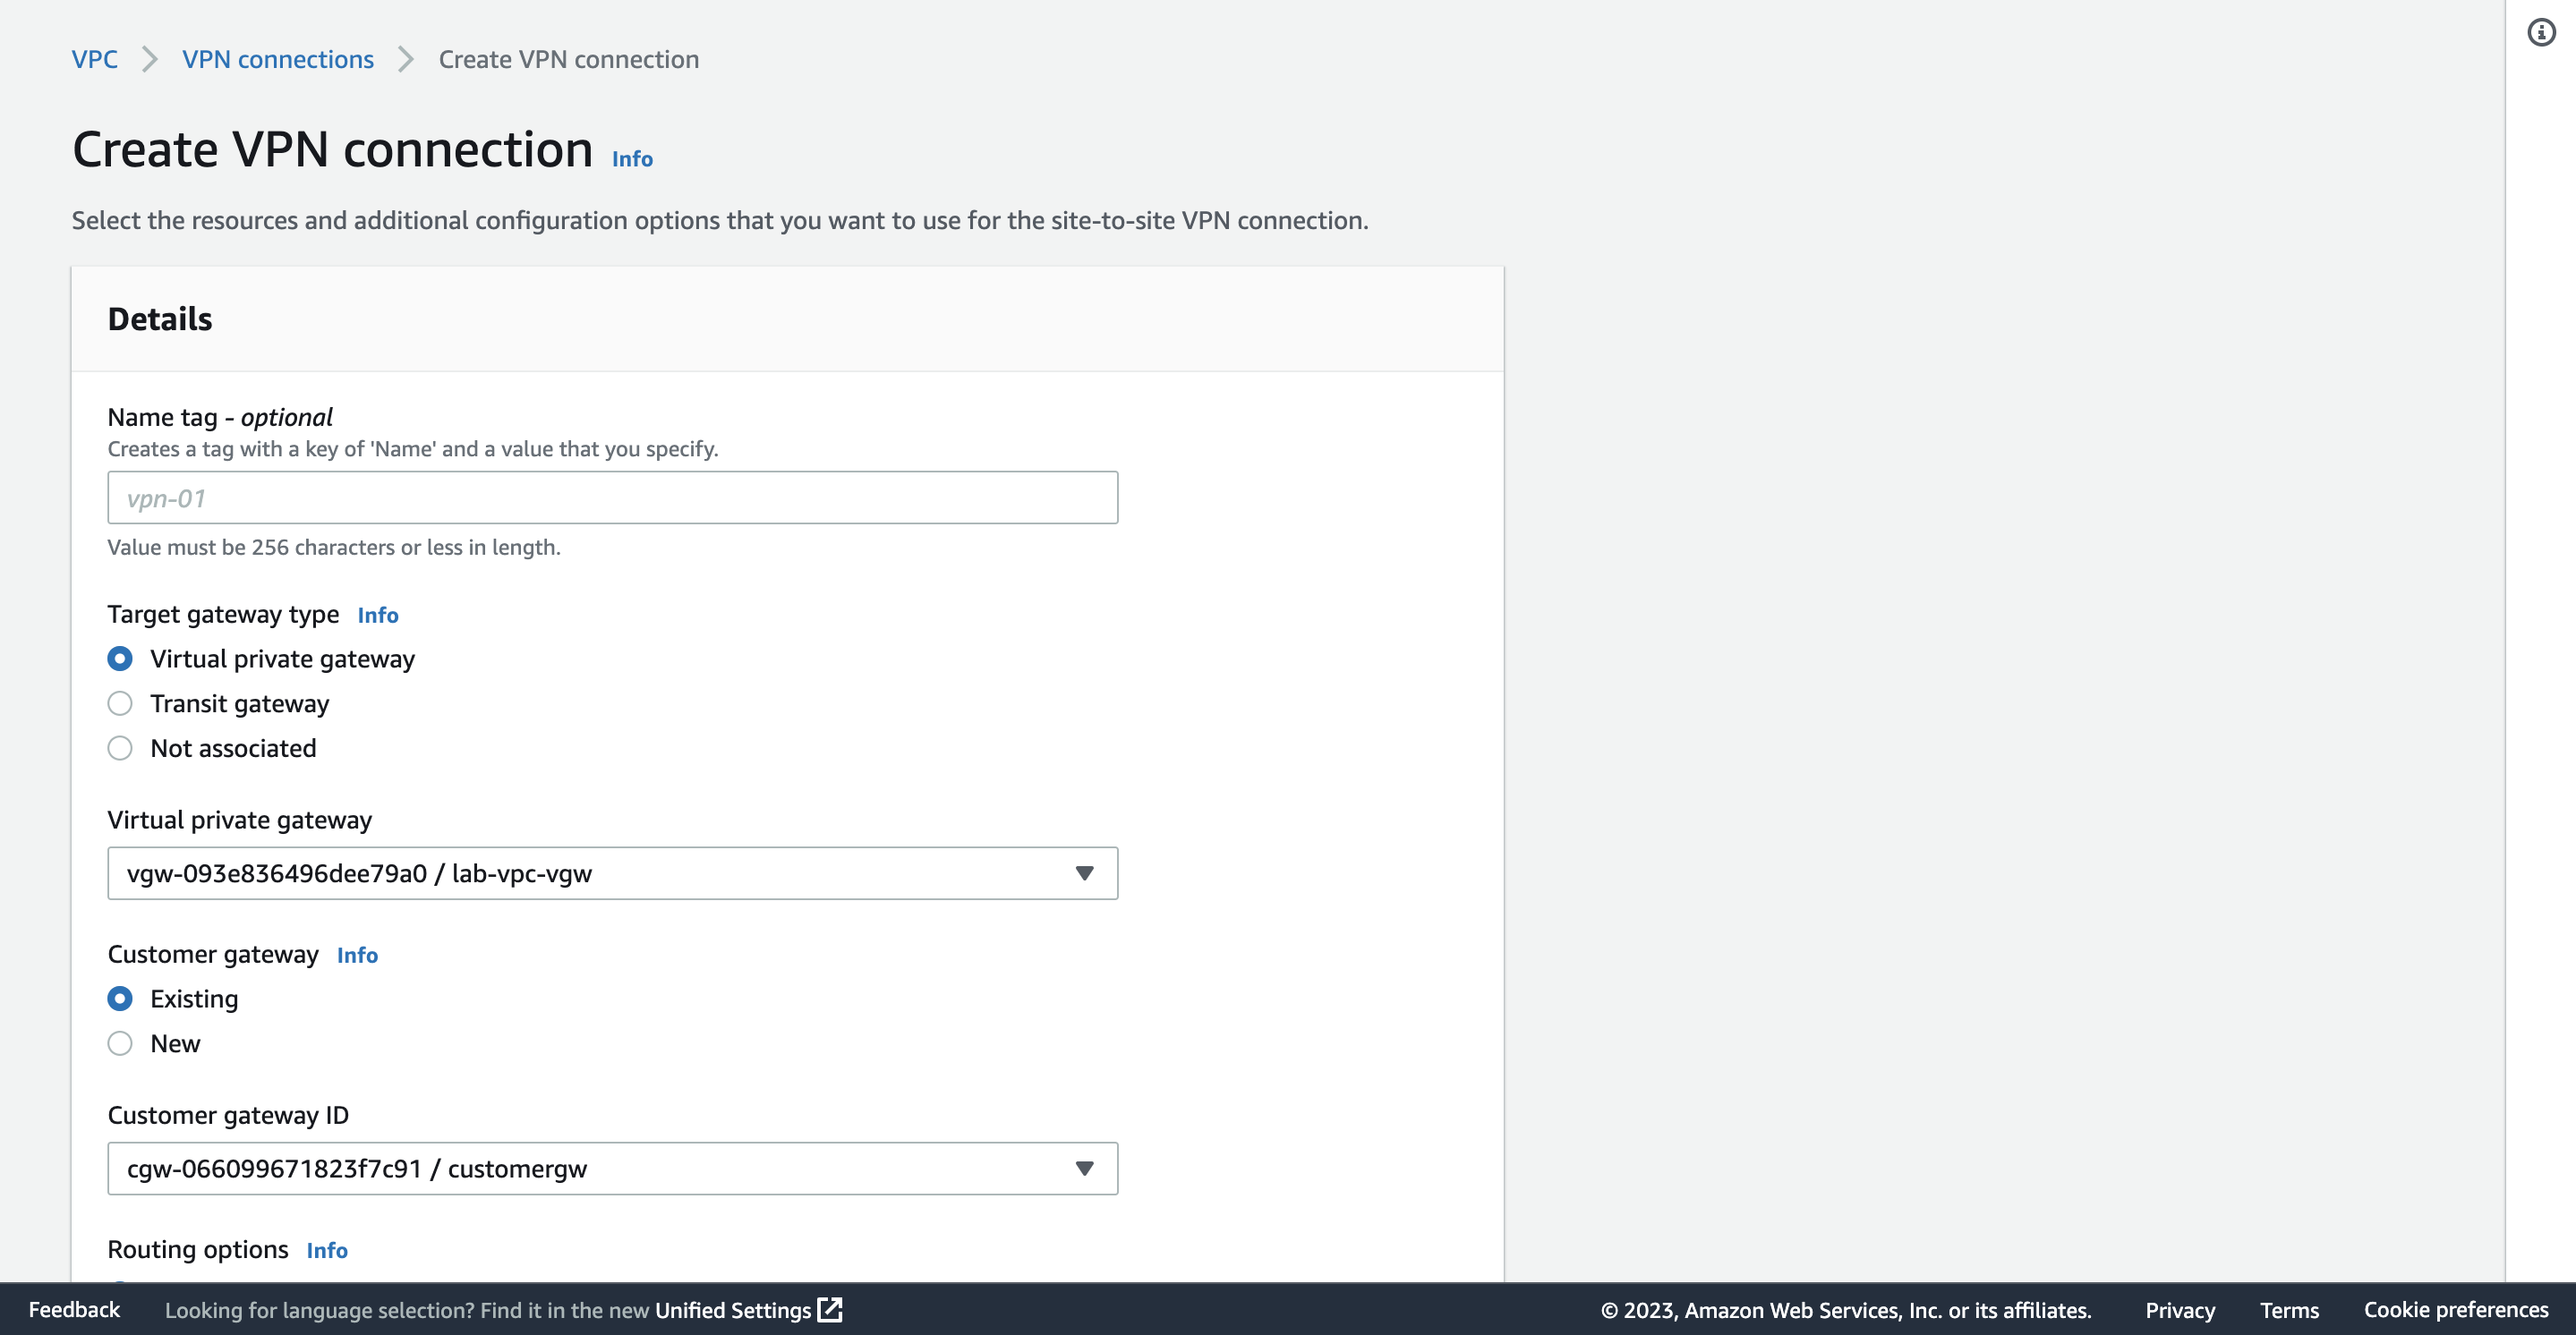 VPC > VPN connections > Create VPN connection
Create VPN connection Info
Select the resources and additional configuration options that you want to use for the site-to-site VPN connection.
Details
Name tag - optional
Creates a tag with a key of 'Name' and a value that you specify.
vpn-01
Value must be 256 characters or less in length.
Target gateway type Info
Virtual private gateway
Transit gateway
Not associated
Virtual private gateway
vgw-093e836496dee79a0 / lab-vpc-vgw
Customer gateway Info
Existing
New
Customer gateway ID
cgw-066099671823f7c91 / customergw
Routing options Info
Feedback Looking for language selection? Find it in the new Unified Settings © 2023, Amazon Web Services, Inc. or its affiliates. Privacy Terms Cookie preferences